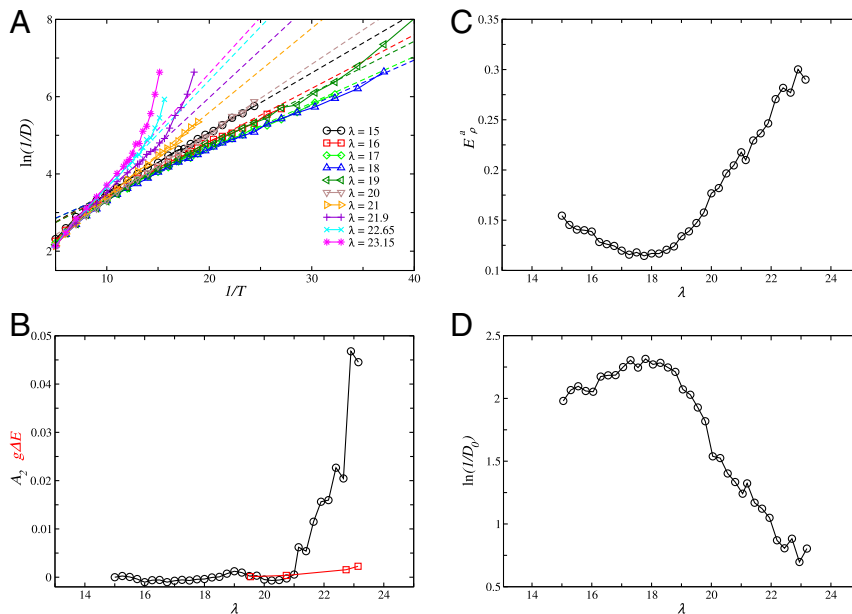 A
ln(1/D)
8
6
4
2
10
20
30
40
1/T
λ = 15
λ = 16
λ = 17
λ = 18
λ = 19
λ = 20
λ = 21
λ = 21.9
λ = 22.65
λ = 23.15
C
E_ρ^a
0.35
0.3
0.25
0.2
0.15
0.1
14
16
18
20
22
24
λ
B
A_2 gΔE
0.05
0.04
0.03
0.02
0.01
0
14
16
18
20
22
24
λ
D
ln(1/D_0)
2.5
2
1.5
1
0.5
14
16
18
20
22
24
λ